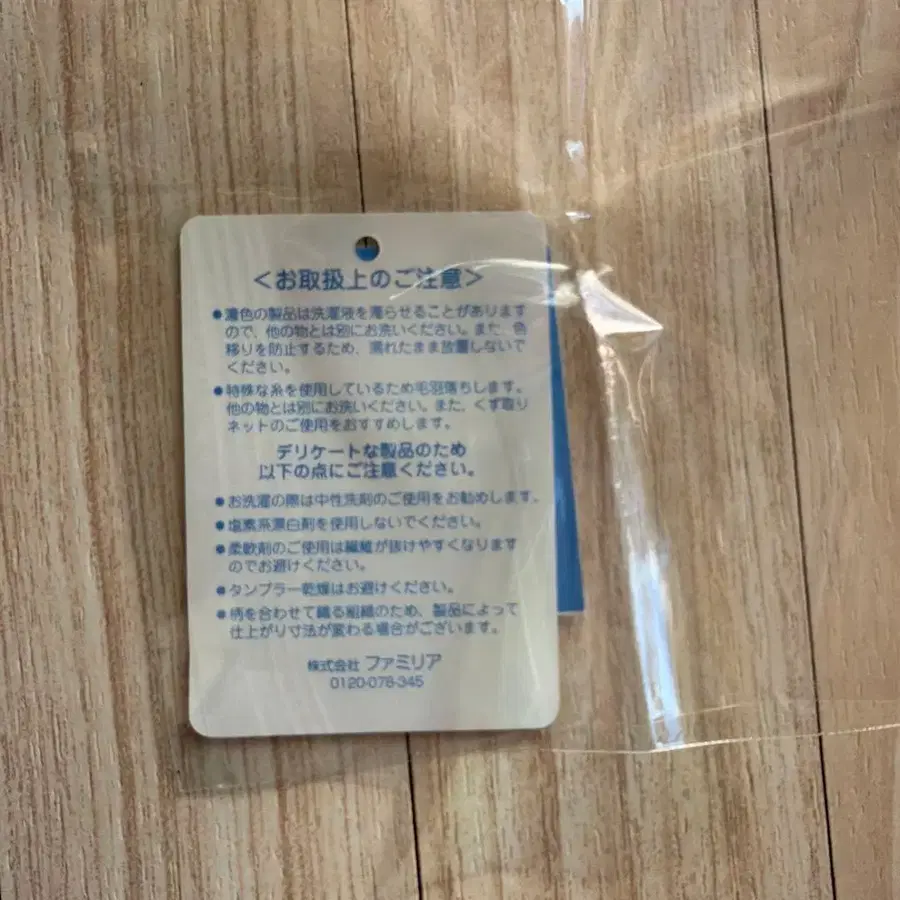 <お取扱上のご注意>
●濃色の製品は洗濯液を濁らせることがあります
ので、他の物とは別にお洗いください。また、色
移りを防止するため、濡れたまま放置しないで
ください。
●特殊な糸を使用しているため毛羽落ちします。
他の物とは別にお洗いください。また、くず取り
ネットのご使用をおすすめします。
デリケートな製品のため
以下の点にご注意ください。
●お洗濯の際は中性洗剤のご使用をお勧めします。
●塩素系漂白剤を使用しないでください。
●柔軟剤のご使用は繊維が抜けやすくなります
のでお避けください。
●タンブラー乾燥はお避けください。
●柄を合わせて織る組織のため、製品によって
仕上がり寸法が変わる場合がございます。
株式会社 ファミリア
0120-078-345